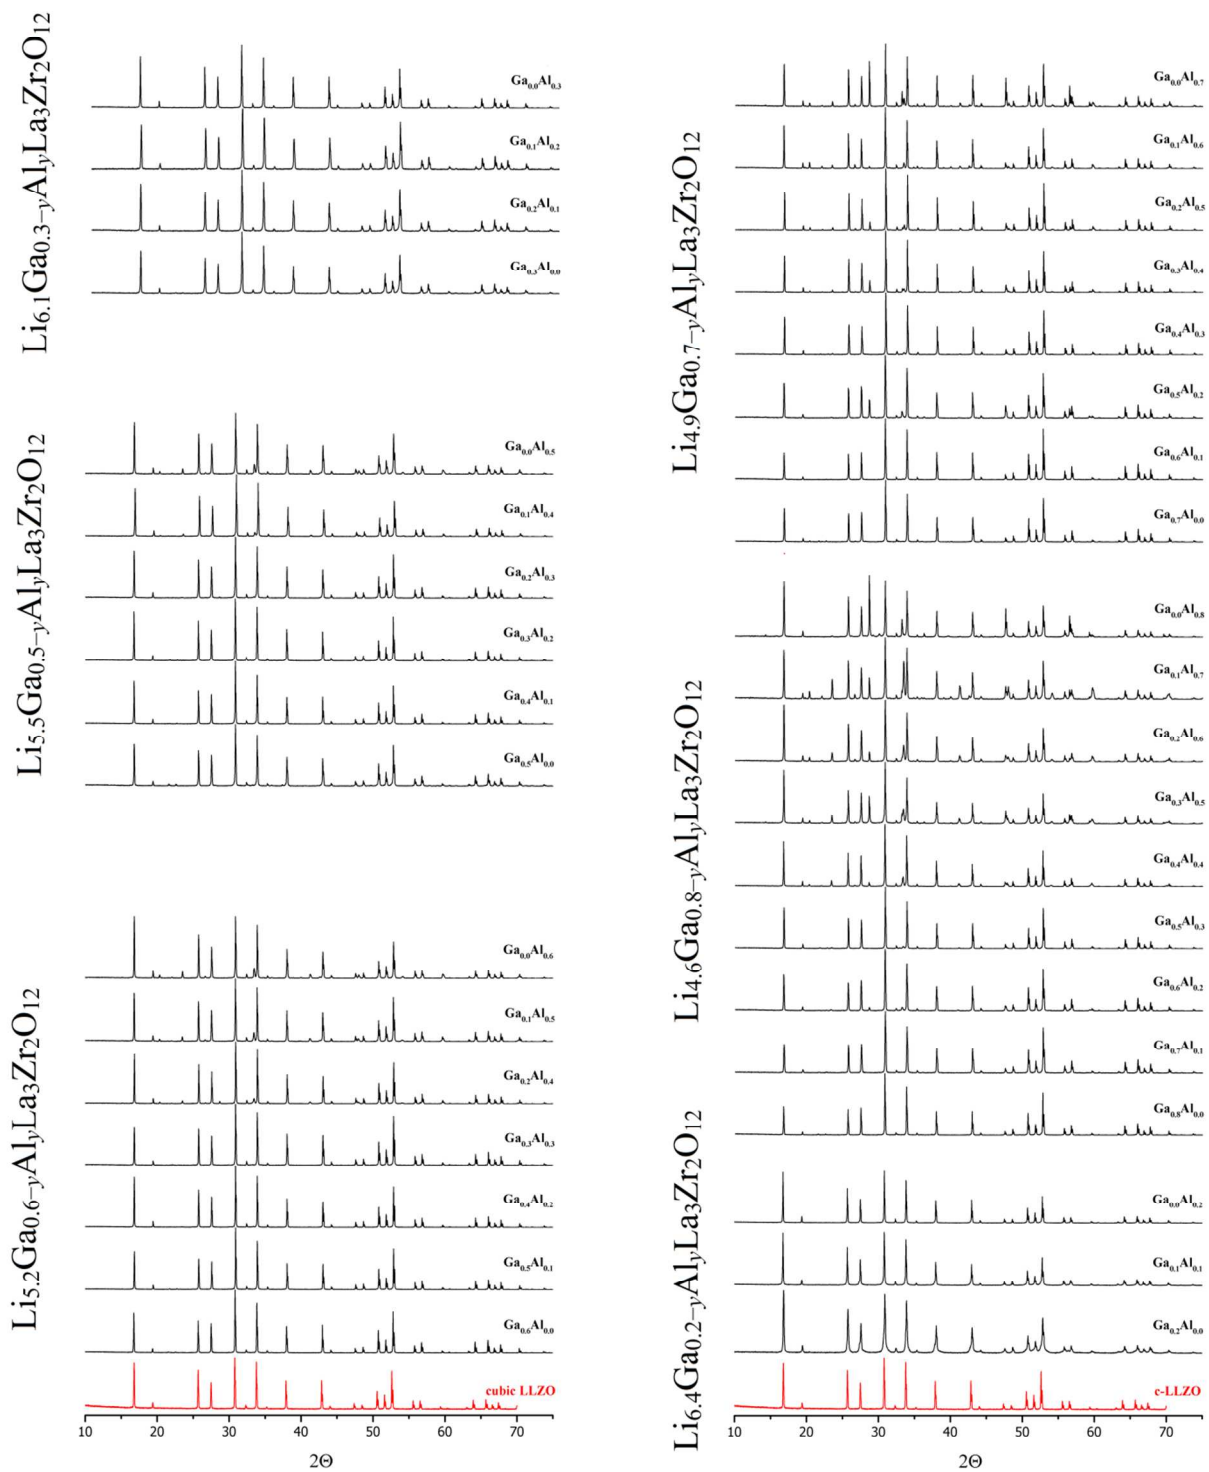 Li6.1Ga0.3–yAlyLa3Zr2O12
Ga0.0Al0.3
Ga0.1Al0.2
Ga0.2Al0.1
Ga0.3Al0.0
Li5.5Ga0.5–yAlyLa3Zr2O12
Ga0.0Al0.5
Ga0.1Al0.4
Ga0.2Al0.3
Ga0.3Al0.2
Ga0.4Al0.1
Ga0.5Al0.0
Li5.2Ga0.6–yAlyLa3Zr2O12
Ga0.0Al0.6
Ga0.1Al0.5
Ga0.2Al0.4
Ga0.3Al0.3
Ga0.4Al0.2
Ga0.5Al0.1
Ga0.6Al0.0
cubic LLZO
10 20 30 40 50 60 70
2Θ
Li4.9Ga0.7–yAlyLa3Zr2O12
Ga0.0Al0.7
Ga0.1Al0.6
Ga0.2Al0.5
Ga0.3Al0.4
Ga0.4Al0.3
Ga0.5Al0.2
Ga0.6Al0.1
Ga0.7Al0.0
Li4.6Ga0.8–yAlyLa3Zr2O12
Ga0.0Al0.8
Ga0.1Al0.7
Ga0.2Al0.6
Ga0.3Al0.5
Ga0.4Al0.4
Ga0.5Al0.3
Ga0.6Al0.2
Ga0.7Al0.1
Ga0.8Al0.0
Li6.4Ga0.2–yAlyLa3Zr2O12
Ga0.0Al0.2
Ga0.1Al0.1
Ga0.2Al0.0
c-LLZO
10 20 30 40 50 60 70
2Θ